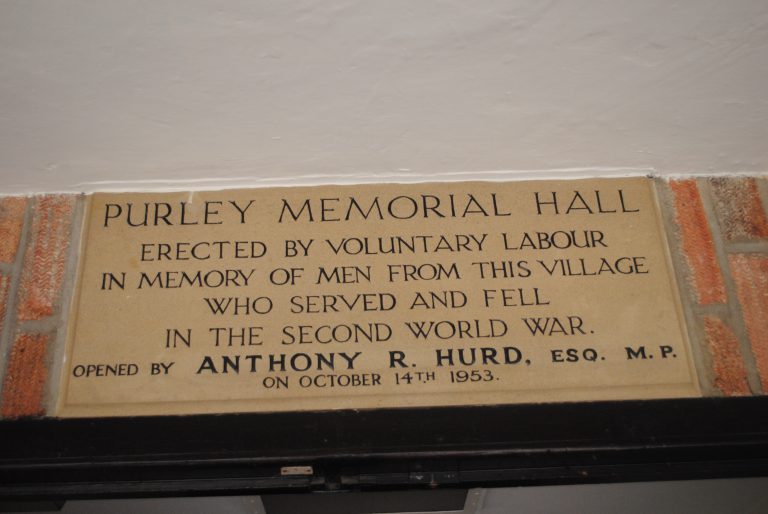 PURLEY MEMORIAL HALL
ERECTED BY VOLUNTARY LABOUR
IN MEMORY OF MEN FROM THIS VILLAGE
WHO SERVED AND FELL
IN THE SECOND WORLD WAR.
OPENED BY ANTHONY R. HURD, ESQ. M.P.
ON OCTOBER 14TH 1953.